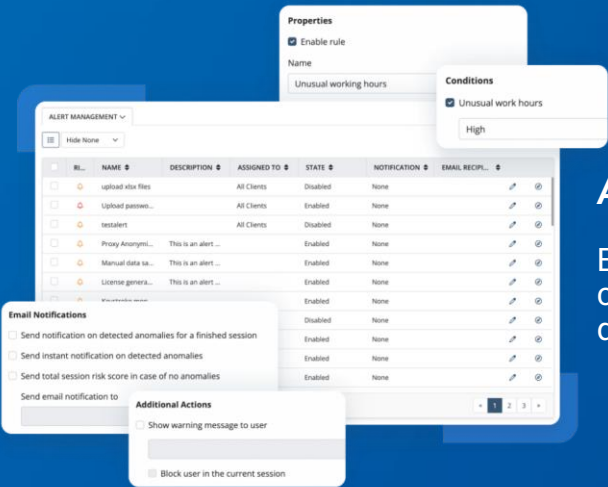 Properties
Enable rule
Name
Unusual working hours
Conditions
Unusual work hours
High
ALERT MANAGEMENT
Hide None
RI... NAME DESCRIPTION ASSIGNED TO STATE NOTIFICATION EMAIL RECIPI...
upload xlsx files All Clients Disabled None
Upload passwo... All Clients Enabled None
testalert All Clients Disabled None
Proxy Anonymi... This is an alert ... Enabled None
Manual data sa... This is an alert ... Enabled None
License genera... This is an alert ... Enabled None
Enabled None
Disabled None
Enabled None
Enabled None
Enabled None
« 1 2 3 »
Email Notifications
Send notification on detected anomalies for a finished session
Send instant notification on detected anomalies
Send total session risk score in case of no anomalies
Send email notification to
Additional Actions
Show warning message to user
Block user in the current session